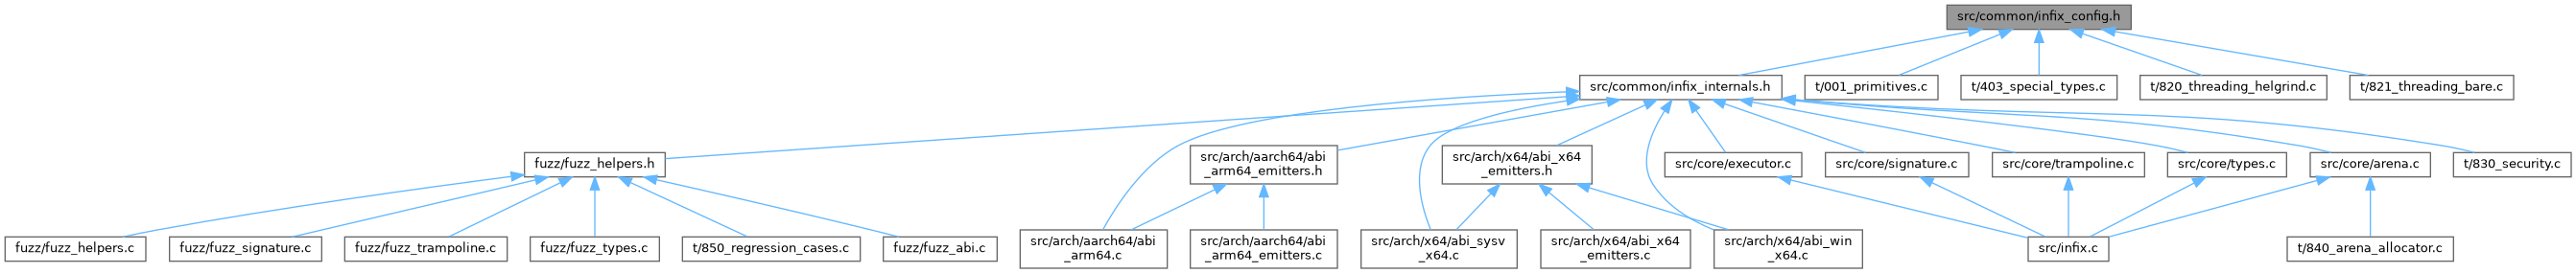 src/common/infix_config.h
src/common/infix_internals.h
t/001_primitives.c
t/403_special_types.c
t/820_threading_helgrind.c
t/821_threading_bare.c
fuzz/fuzz_helpers.h
src/arch/aarch64/abi
_arm64_emitters.h
src/arch/x64/abi_x64
_emitters.h
src/core/executor.c
src/core/signature.c
src/core/trampoline.c
src/core/types.c
src/core/arena.c
t/830_security.c
fuzz/fuzz_helpers.c
fuzz/fuzz_signature.c
fuzz/fuzz_trampoline.c
fuzz/fuzz_types.c
t/850_regression_cases.c
fuzz/fuzz_abi.c
src/arch/aarch64/abi
_arm64.c
src/arch/aarch64/abi
_arm64_emitters.c
src/arch/x64/abi_sysv
_x64.c
src/arch/x64/abi_x64
_emitters.c
src/arch/x64/abi_win
_x64.c
src/infix.c
t/840_arena_allocator.c